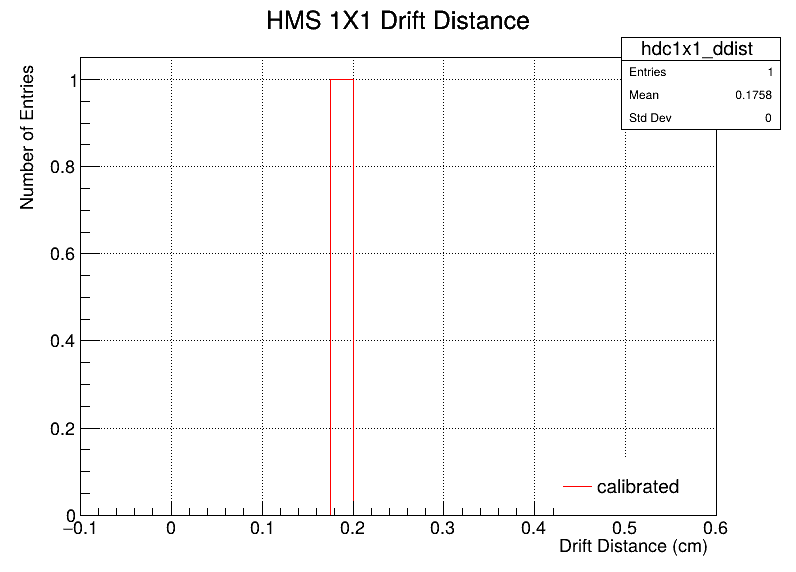 HMS 1X1 Drift Distance
hdc1x1_ddist
Entries 1
Mean 0.1758
Std Dev 0
Number of Entries
1
0.8
0.6
0.4
0.2
0
calibrated
−0.1 0 0.1 0.2 0.3 0.4 0.5 0.6
Drift Distance (cm)